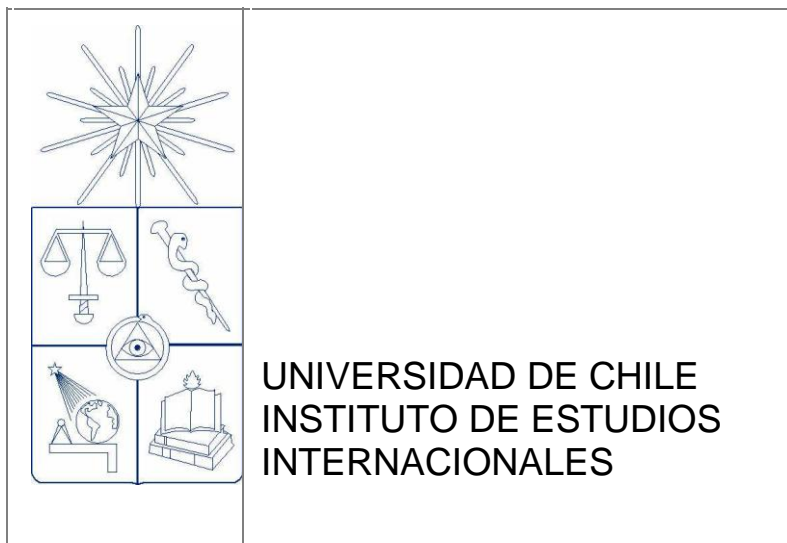 UNIVERSIDAD DE CHILE
INSTITUTO DE ESTUDIOS
INTERNACIONALES